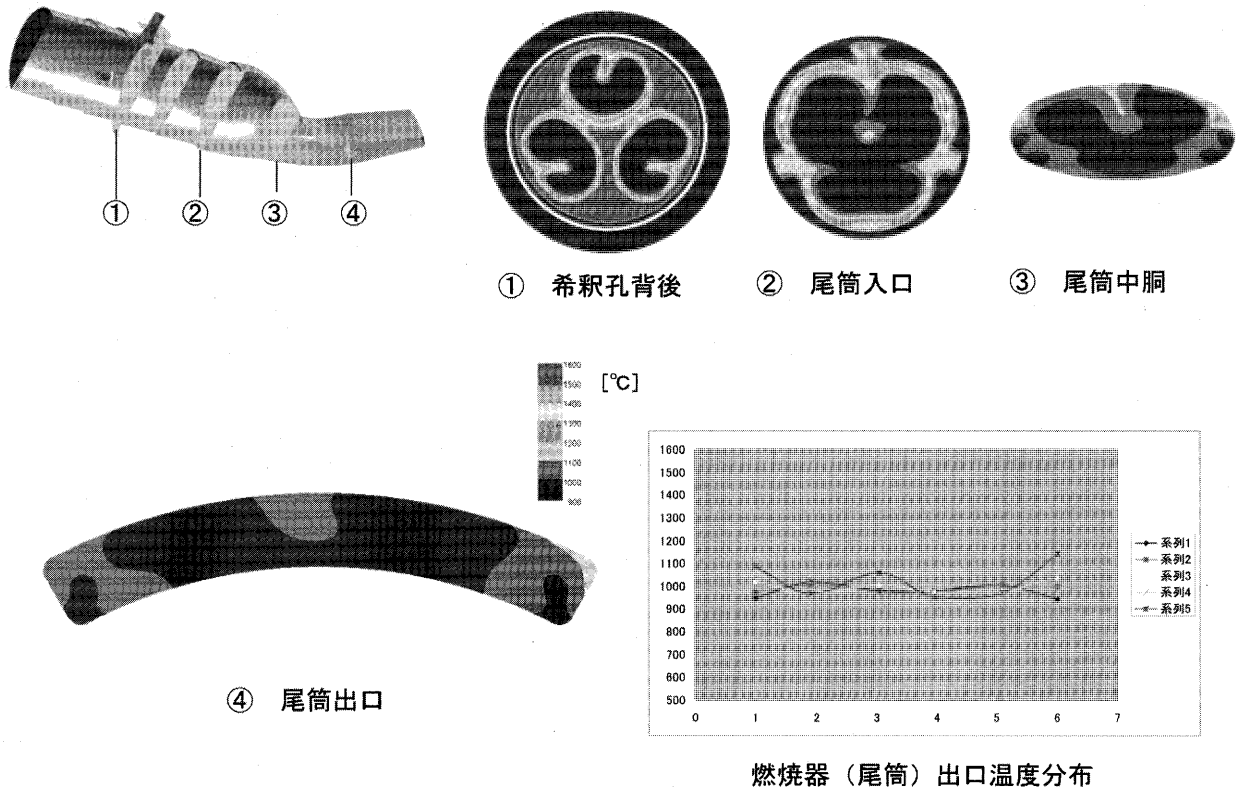 ① ② ③ ④
① 希釈孔背後
② 尾筒入口
③ 尾筒中胴
[℃]
1600
1500
1400
1300
1200
1100
1000
900
④ 尾筒出口
1600
1500
1400
1300
1200
1100
1000
900
800
700
600
500
0 1 2 3 4 5 6 7
系列1
系列2
系列3
系列4
系列5
燃焼器（尾筒）出口温度分布